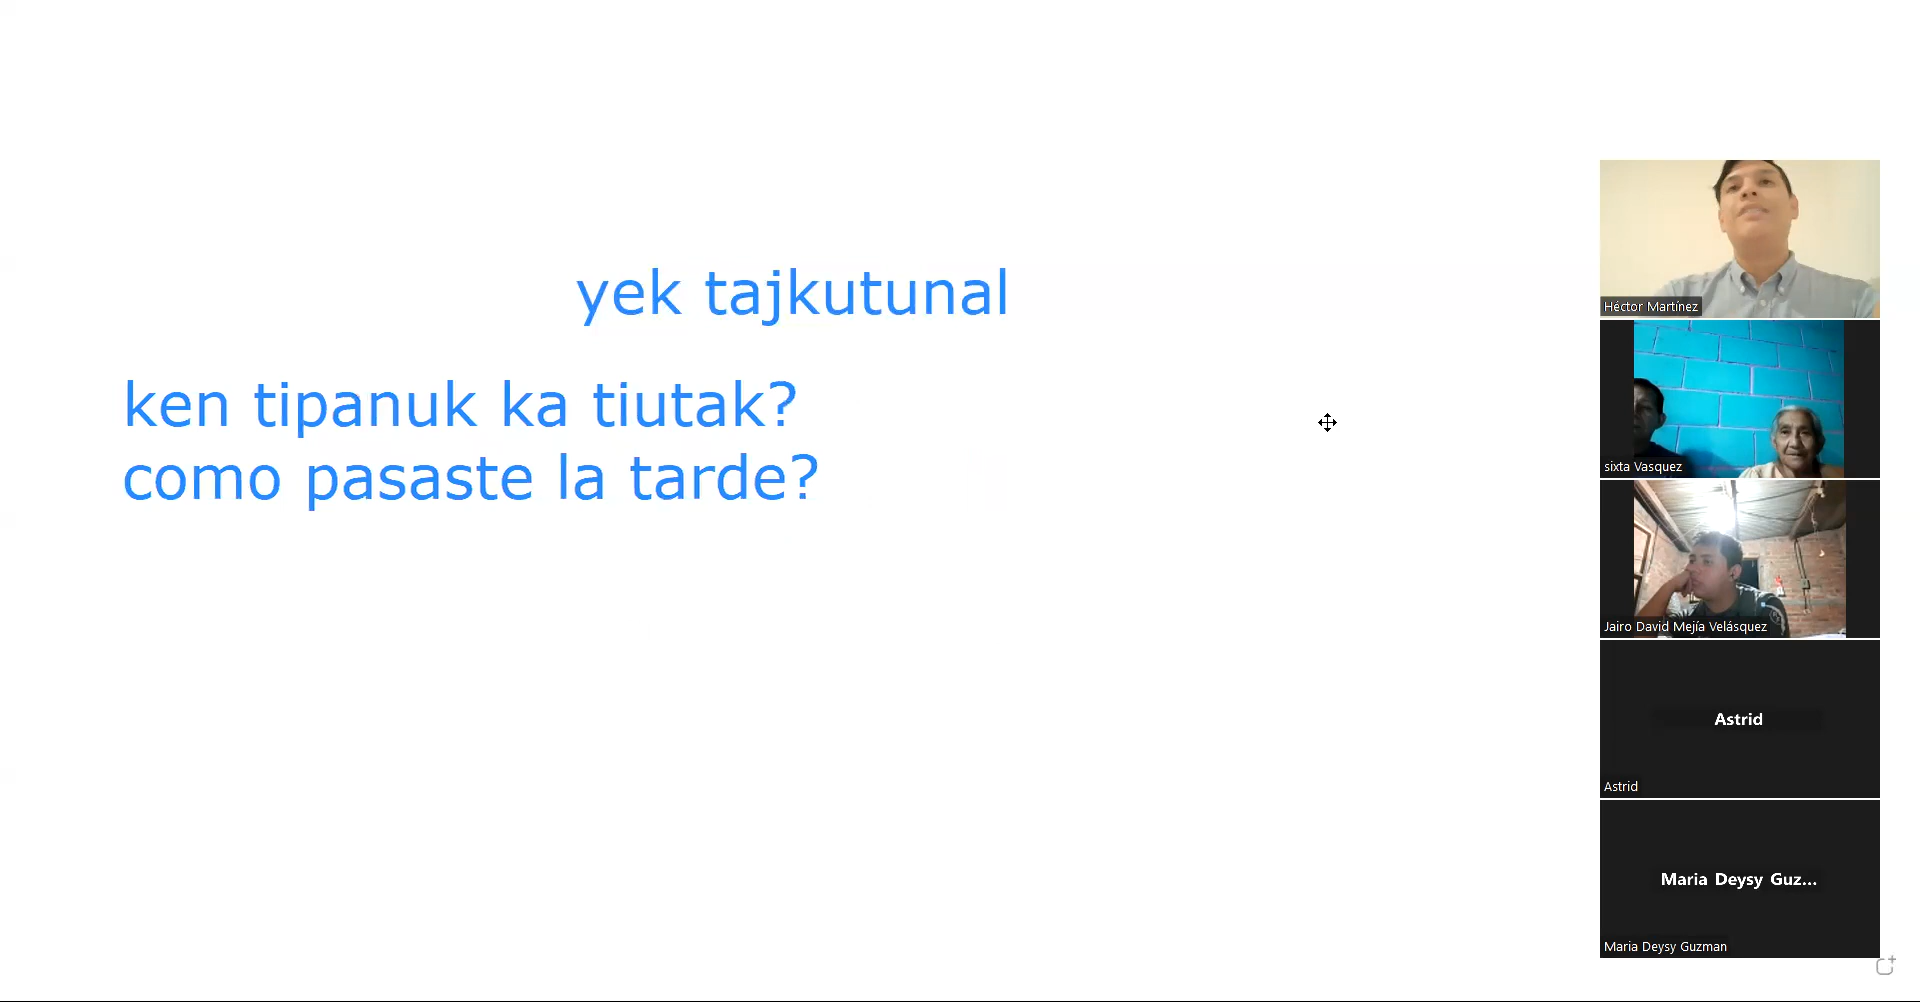 yek tajkutunal
ken tipanuk ka tiutak?
como pasaste la tarde?
Héctor Martínez
sixta Vasquez
Jairo David Mejía Velásquez
Astrid
Astrid
Maria Deysy Guz...
Maria Deysy Guzman